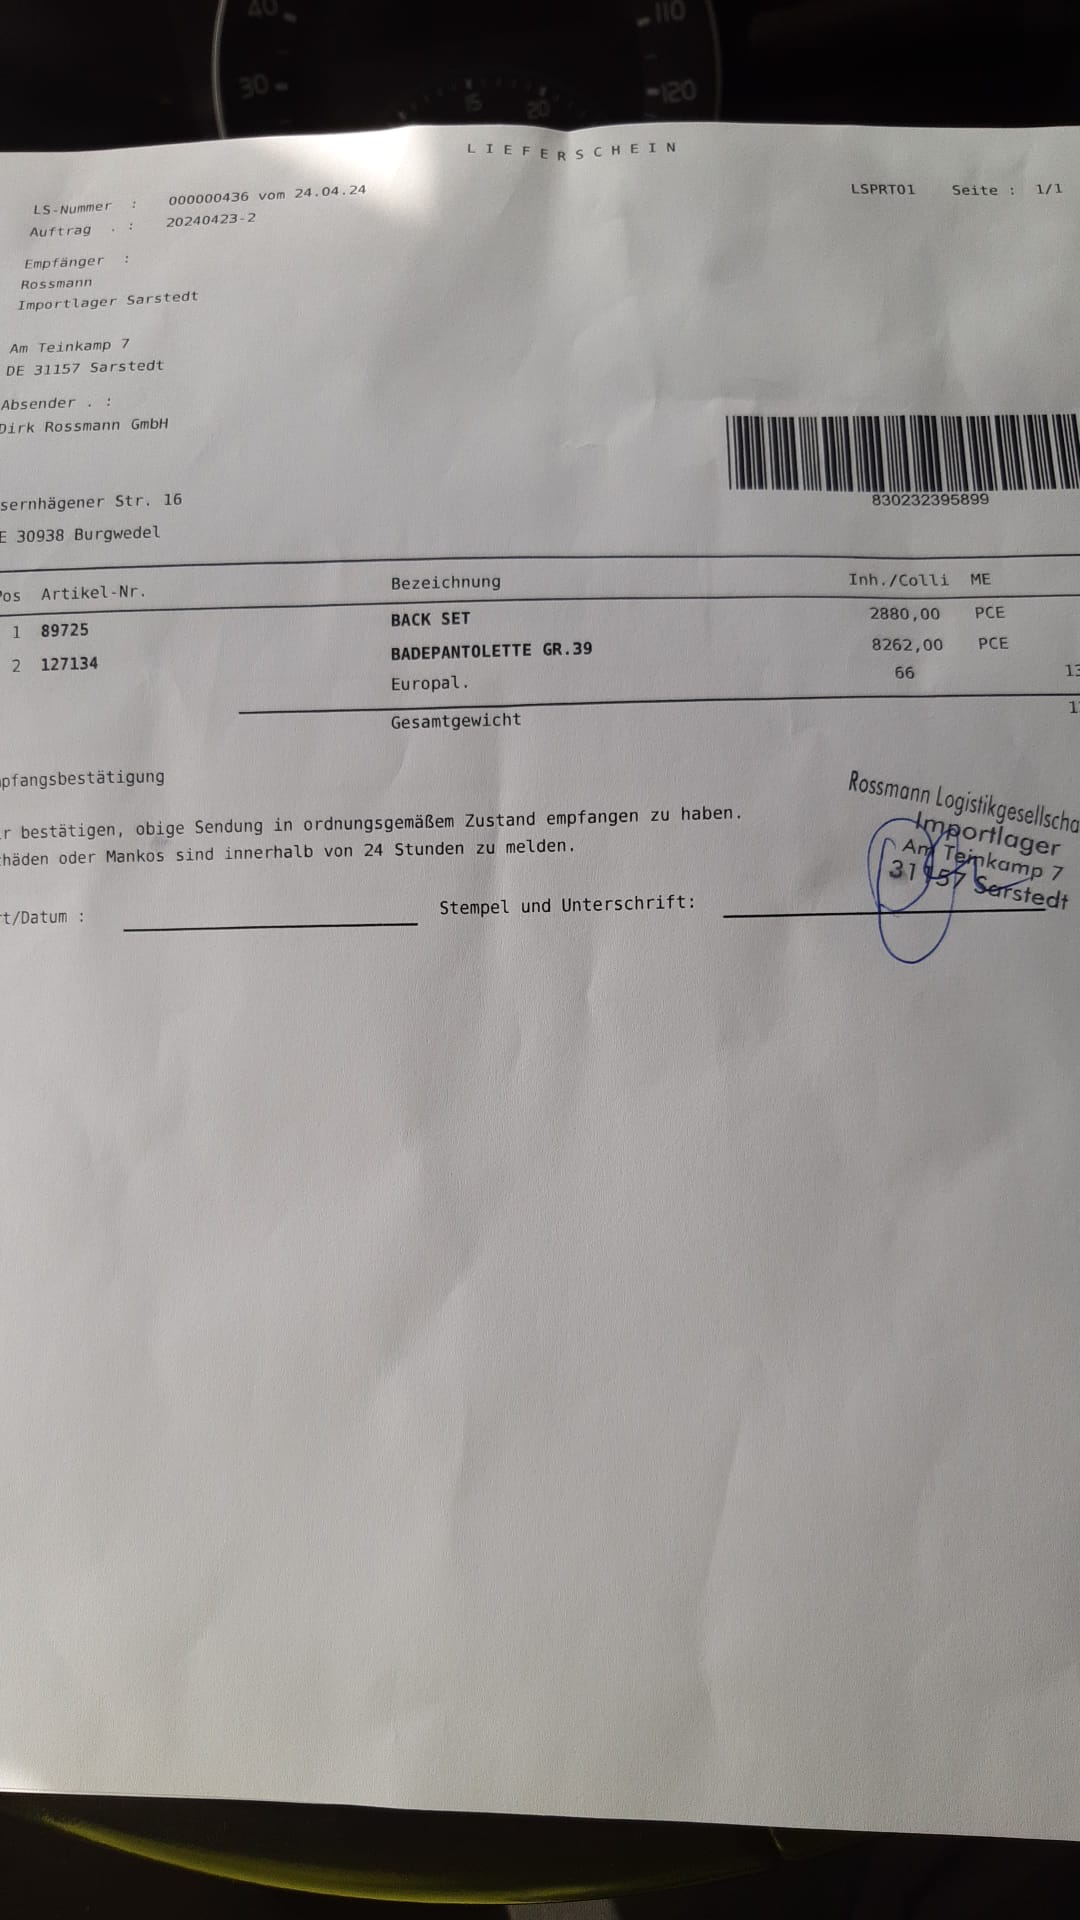 40
110
30
120
15
20
LIEFERSCHEIN
LS-Nummer : 000000436 vom 24.04.24
LSPRT01 Seite : 1/1
Auftrag . : 20240423-2
Empfänger :
Rossmann
Importlager Sarstedt
Am Teinkamp 7
DE 31157 Sarstedt
Absender . :
Dirk Rossmann GmbH
sernhägener Str. 16
E 30938 Burgwedel
830232395899
Pos Artikel-Nr. Bezeichnung Inh./Colli ME
1 89725 BACK SET 2880,00 PCE
2 127134 BADEPANTOLETTE GR.39 8262,00 PCE
Europal. 66 13
Gesamtgewicht 1
pfangsbestätigung
r bestätigen, obige Sendung in ordnungsgemäßem Zustand empfangen zu haben.
häden oder Mankos sind innerhalb von 24 Stunden zu melden.
t/Datum : Stempel und Unterschrift:
Rossmann Logistikgesellscha
Importlager
Am Teinkamp 7
31157 Sarstedt